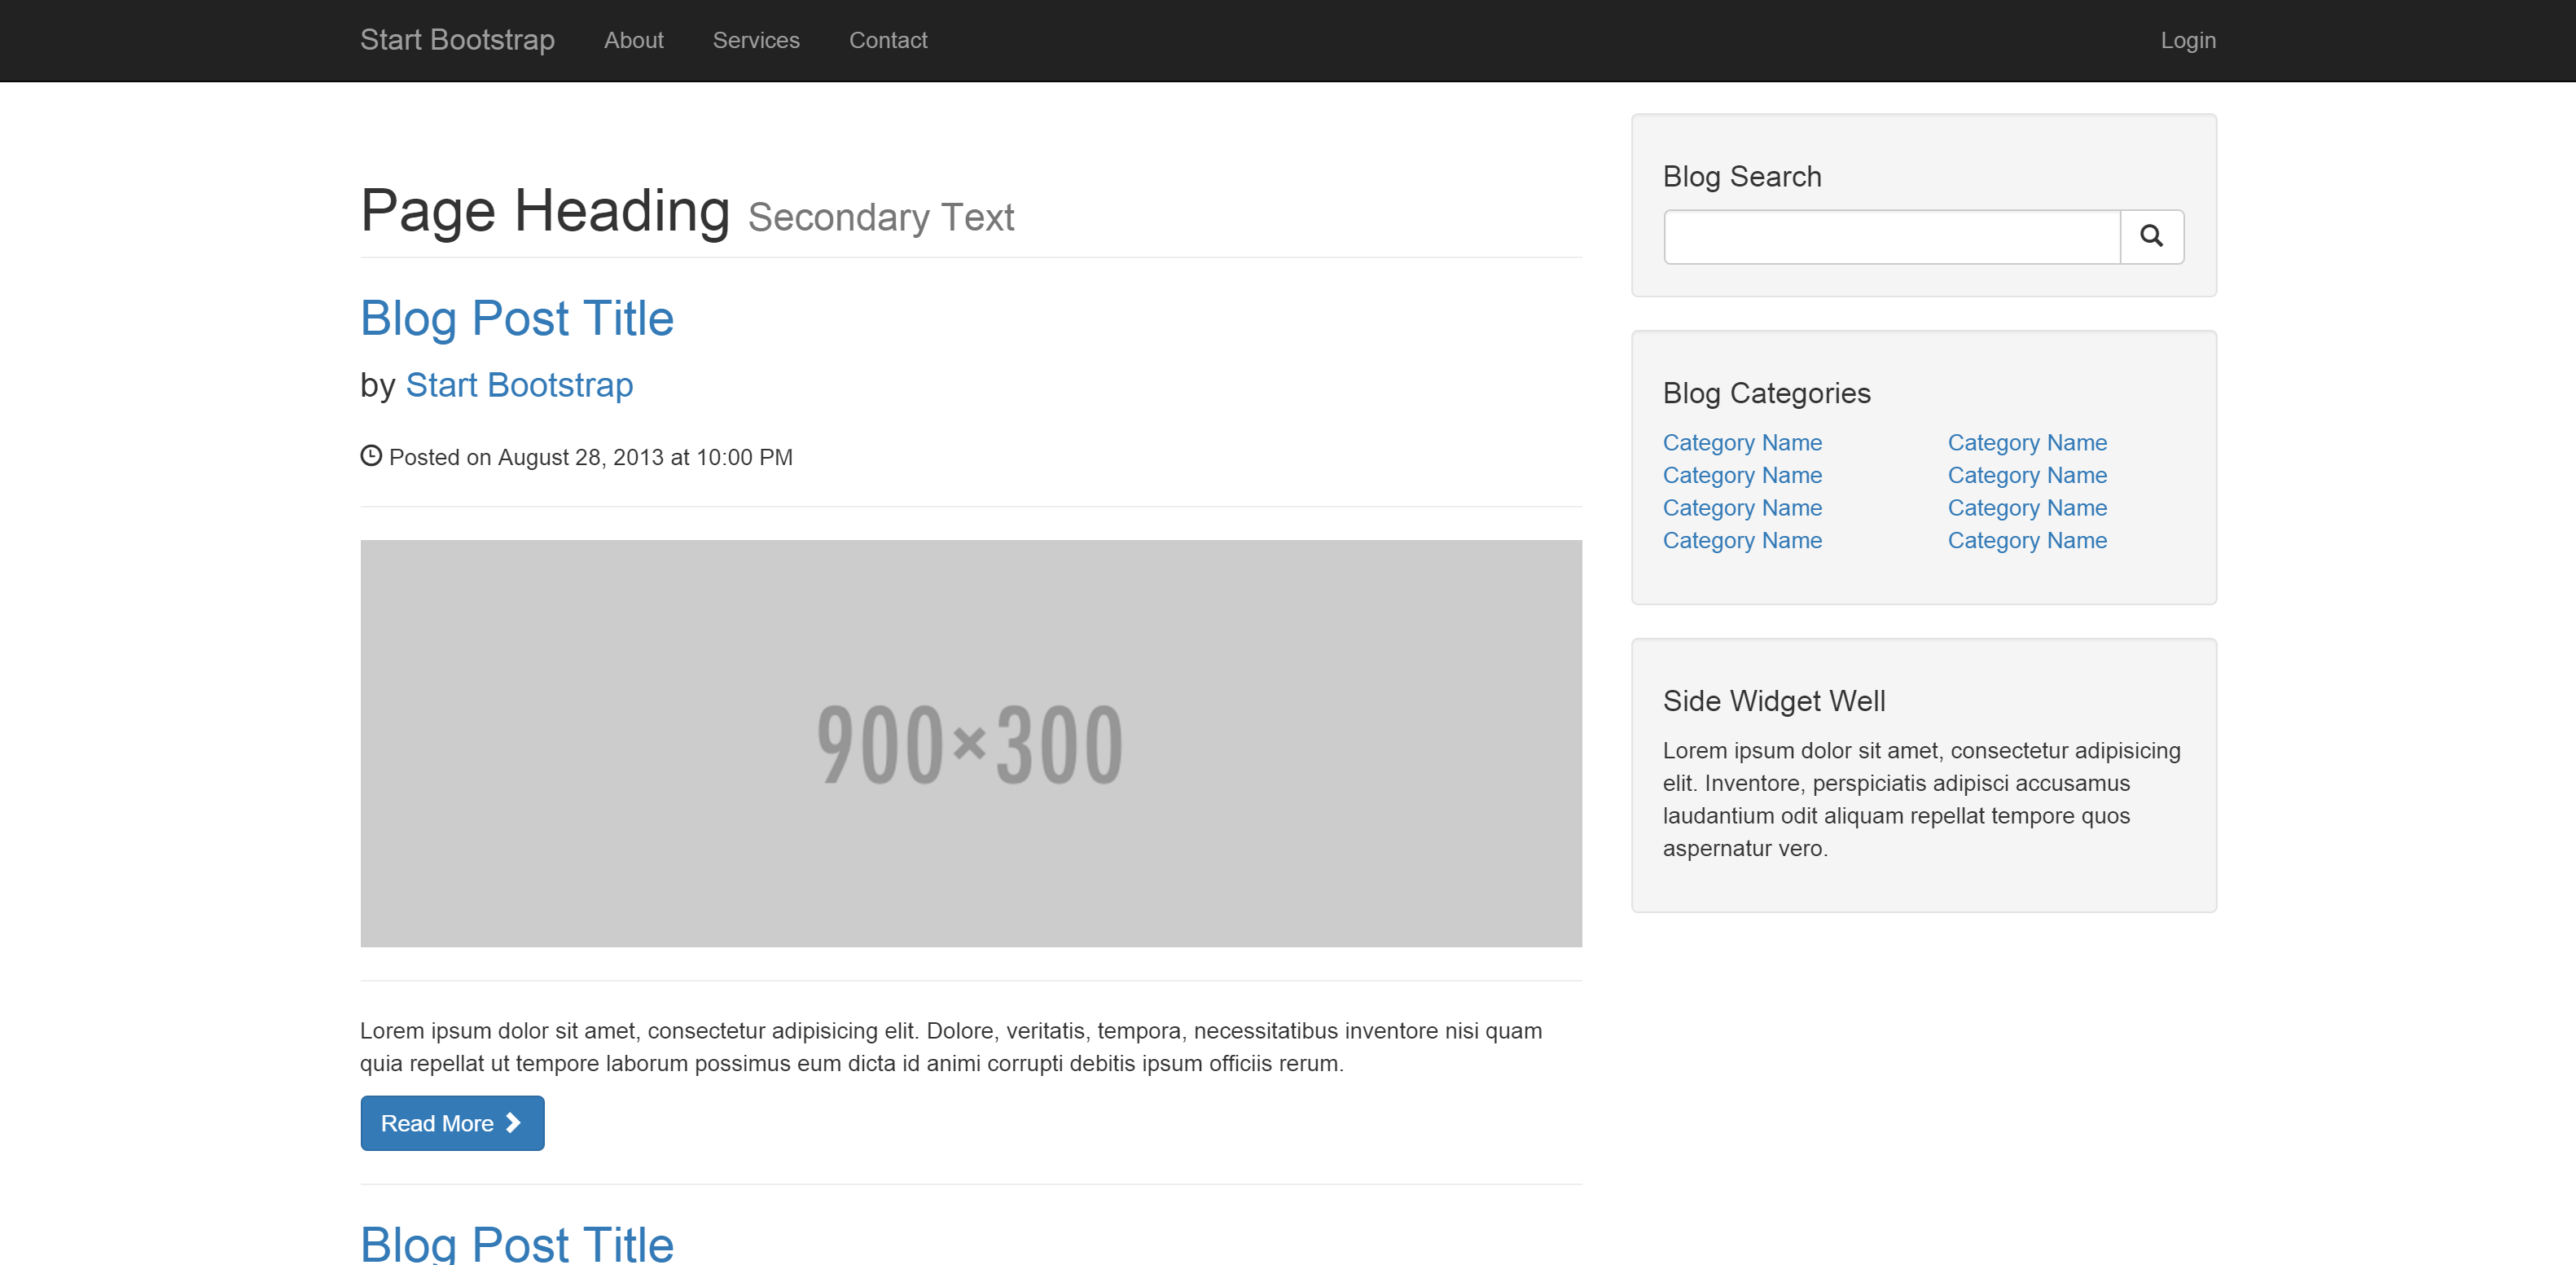 Start Bootstrap About Services Contact Login
Page Heading Secondary Text
Blog Post Title
by Start Bootstrap
Posted on August 28, 2013 at 10:00 PM
900×300
Lorem ipsum dolor sit amet, consectetur adipisicing elit. Dolore, veritatis, tempora, necessitatibus inventore nisi quam
quia repellat ut tempore laborum possimus eum dicta id animi corrupti debitis ipsum officiis rerum.
Read More
Blog Post Title
Blog Search
Blog Categories
Category Name Category Name
Category Name Category Name
Category Name Category Name
Category Name Category Name
Side Widget Well
Lorem ipsum dolor sit amet, consectetur adipisicing
elit. Inventore, perspiciatis adipisci accusamus
laudantium odit aliquam repellat tempore quos
aspernatur vero.